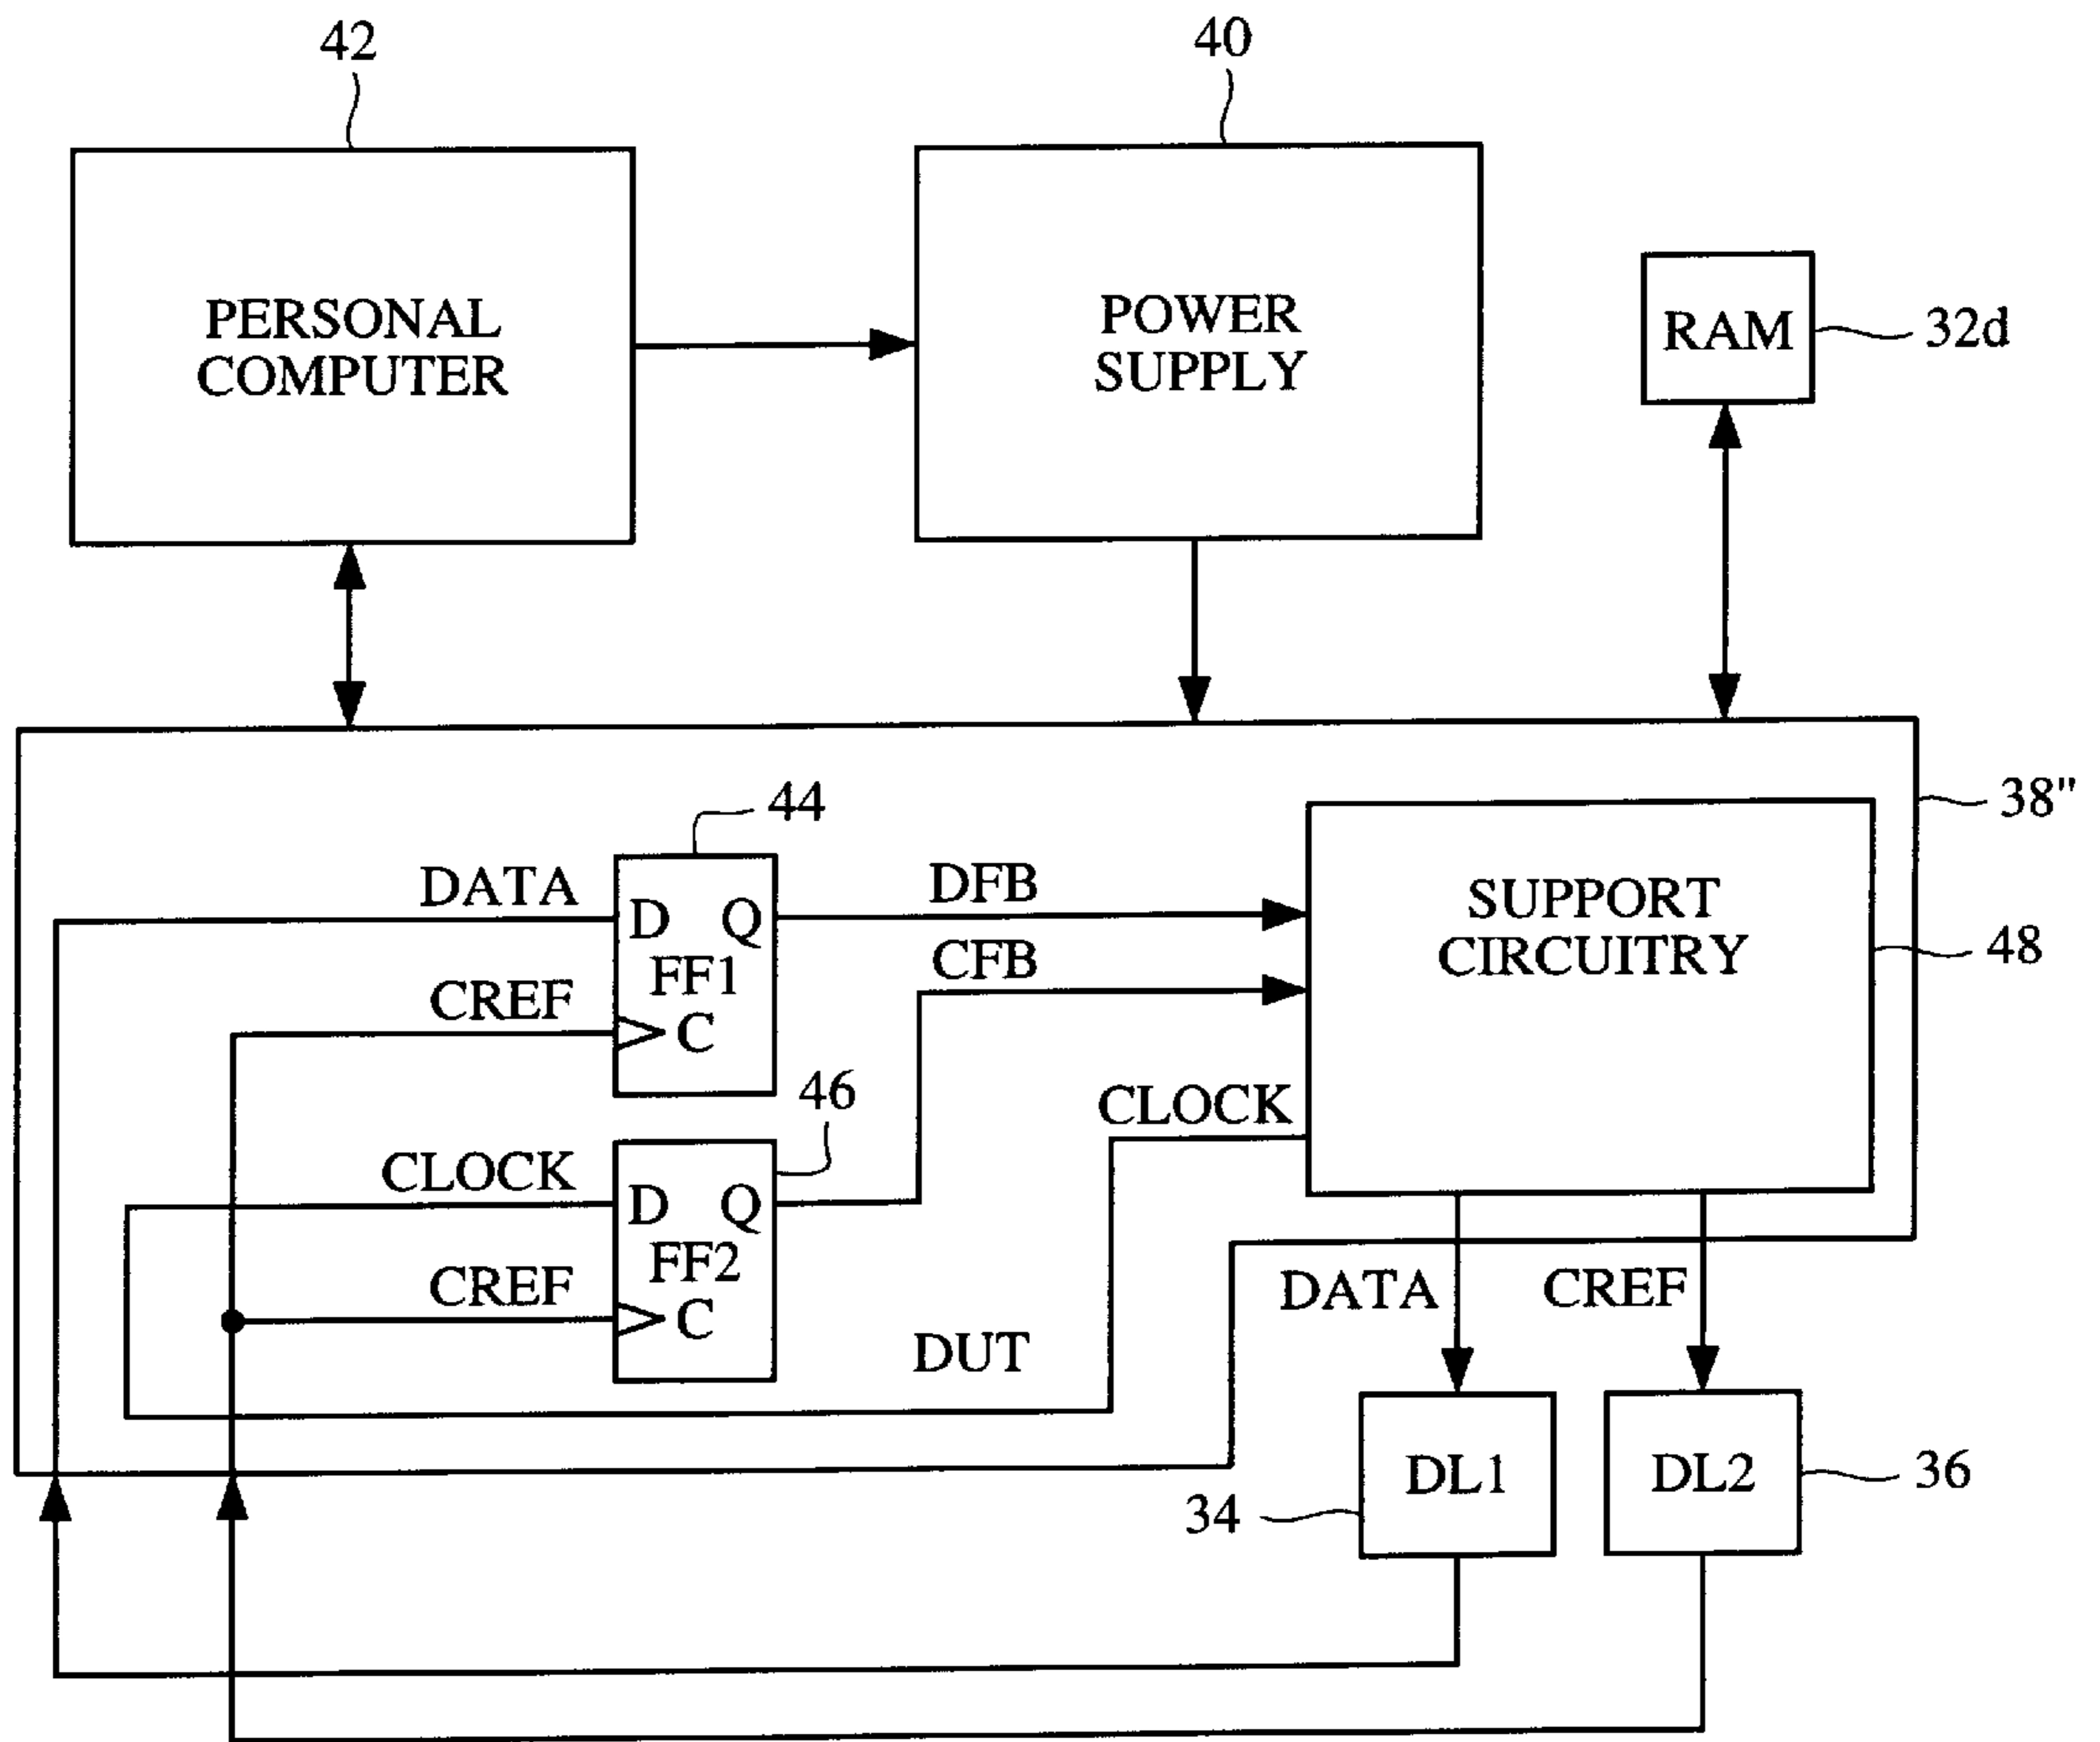 42
40
PERSONAL
COMPUTER
POWER
SUPPLY
RAM
32d
38"
44
DATA
D Q
FF1
CREF
C
DFB
CFB
SUPPORT
CIRCUITRY
48
46
CLOCK
CLOCK
D Q
FF2
CREF
C
DUT
DATA
CREF
DL1
DL2
34
36